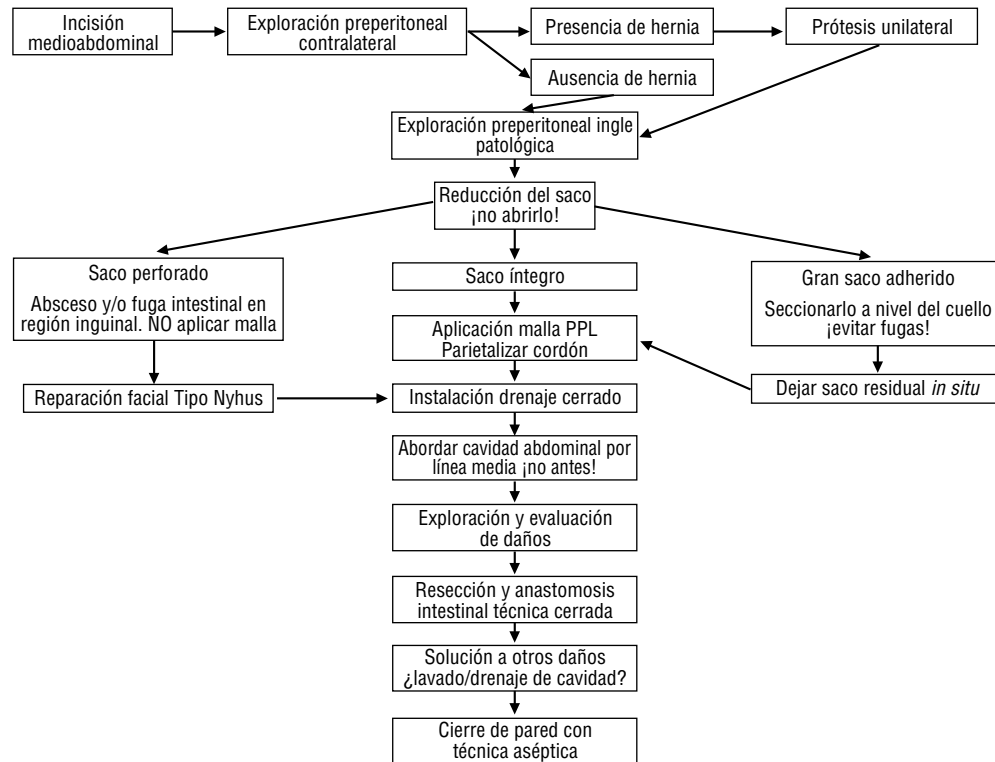 Incisión
medioabdominal
Exploración preperitoneal
contralateral
Presencia de hernia
Prótesis unilateral
Ausencia de hernia
Exploración preperitoneal ingle
patológica
Reducción del saco
¡no abrirlo!
Saco perforado
Absceso y/o fuga intestinal en
región inguinal. NO aplicar malla
Saco íntegro
Gran saco adherido
Seccionarlo a nivel del cuello
¡evitar fugas!
Aplicación malla PPL
Parietalizar cordón
Reparación facial Tipo Nyhus
Instalación drenaje cerrado
Dejar saco residual in situ
Abordar cavidad abdominal por
línea media ¡no antes!
Exploración y evaluación
de daños
Resección y anastomosis
intestinal técnica cerrada
Solución a otros daños
¿lavado/drenaje de cavidad?
Cierre de pared con
técnica aséptica